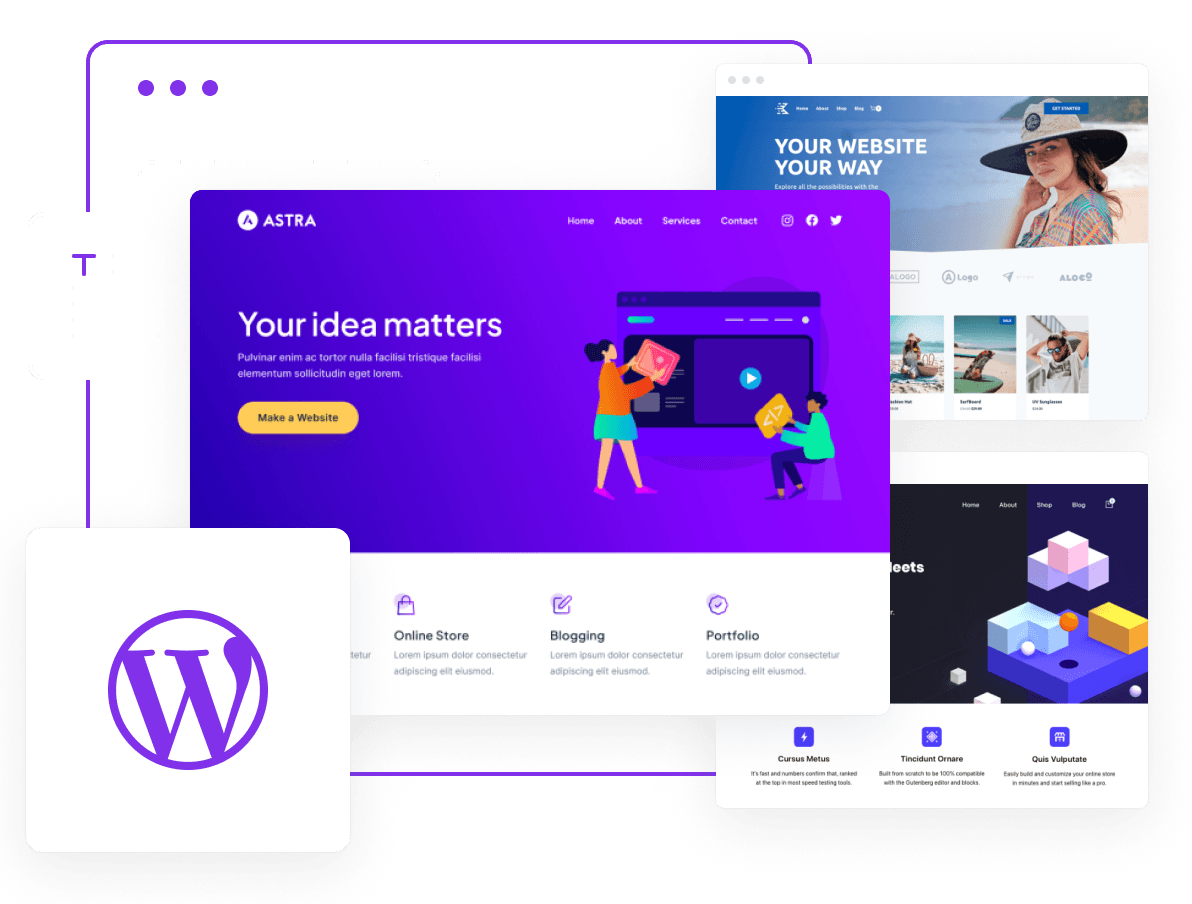 T
ASTRA
Home About Services Contact
Your idea matters
Pulvinar enim ac tortor nulla facilisi tristique facilisi
elementum sollicitudin eget lorem.
Make a Website
tetur
Online Store
Lorem ipsum dolor consectetur
adipiscing elit eiusmod.
Blogging
Lorem ipsum dolor consectetur
adipiscing elit eiusmod.
Portfolio
Lorem ipsum dolor consectetur
adipiscing elit eiusmod.
W
Home About Shop Blog
GET STARTED
YOUR WEBSITE
YOUR WAY
Explore all the possibilities with the
ALOGO
Logo
ALOCO
SALE
Hat
SurfBoard
UV Sunglasses
Home About Shop Blog
leets
Cursus Metus
It's fast and numbers confirm that, ranked
at the top in most speed testing tools.
Tincidunt Ornare
Built from scratch to be 100% compatible
with the Gutenberg editor and blocks.
Quis Vulputate
Easily build and customize your online store
in minutes and start selling like a pro.